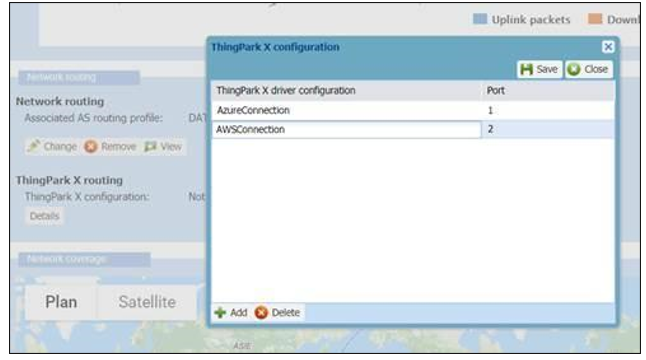 Uplink packets Downl
ThingPark X configuration
Save Close
Network routing
ThingPark X driver configuration Port
Network routing
AzureConnection 1
Associated AS routing profile: DAT
AWSConnection 2
Change Remove View
ThingPark X routing
ThingPark X configuration: Not
Details
Network coverage
Plan Satellite
Add Delete
ASIE